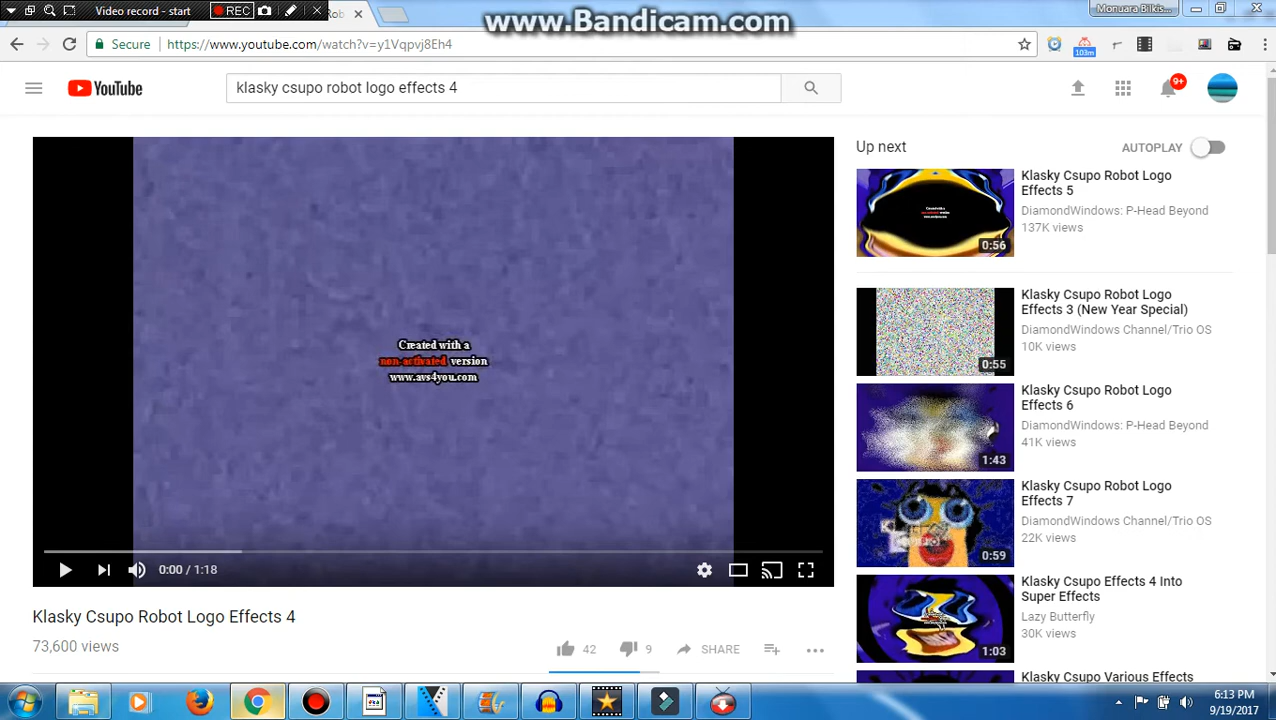 Video record - start
REC
www.Bandicam.com
Monuara Bilkis...
Secure
https://www.youtube.com/watch?v=y1Vqpvj8Eh4
103m
YouTube
klasky csupo robot logo effects 4
9+
Created with a
non-activated version
www.avs4you.com
0:00 / 1:18
Klasky Csupo Robot Logo Effects 4
73,600 views
42
9
SHARE
Up next
AUTOPLAY
Klasky Csupo Robot Logo
Effects 5
DiamondWindows: P-Head Beyond
137K views
0:56
Klasky Csupo Robot Logo
Effects 3 (New Year Special)
DiamondWindows Channel/Trio OS
10K views
0:55
Klasky Csupo Robot Logo
Effects 6
DiamondWindows: P-Head Beyond
41K views
1:43
Klasky Csupo Robot Logo
Effects 7
DiamondWindows Channel/Trio OS
22K views
0:59
Klasky Csupo Effects 4 Into
Super Effects
Lazy Butterfly
30K views
1:03
Klasky Csupo Various Effects
6:13 PM
9/19/2017